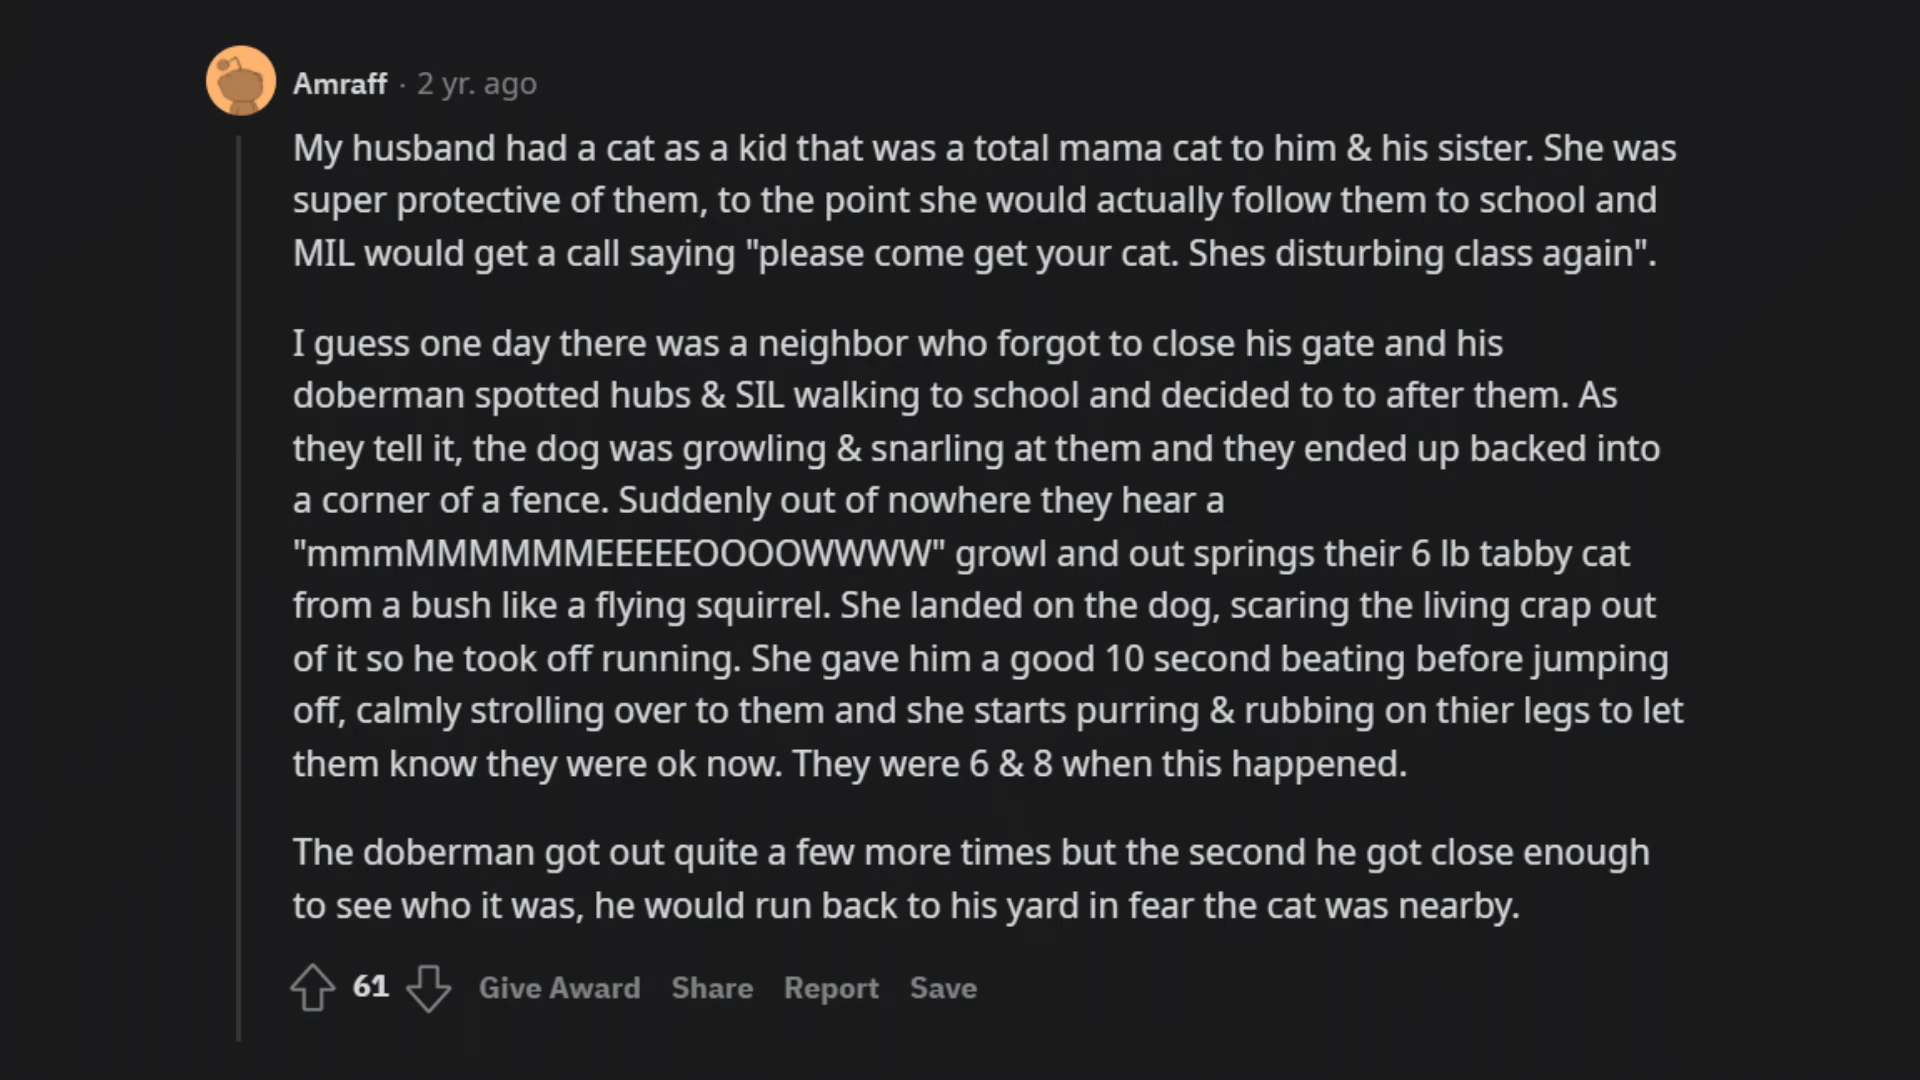 Amraff · 2 yr. ago
My husband had a cat as a kid that was a total mama cat to him & his sister. She was
super protective of them, to the point she would actually follow them to school and
MIL would get a call saying "please come get your cat. Shes disturbing class again".
I guess one day there was a neighbor who forgot to close his gate and his
doberman spotted hubs & SIL walking to school and decided to to after them. As
they tell it, the dog was growling & snarling at them and they ended up backed into
a corner of a fence. Suddenly out of nowhere they hear a
"mmmMMMMMMEEEEEOOOOWWWW" growl and out springs their 6 lb tabby cat
from a bush like a flying squirrel. She landed on the dog, scaring the living crap out
of it so he took off running. She gave him a good 10 second beating before jumping
off, calmly strolling over to them and she starts purring & rubbing on thier legs to let
them know they were ok now. They were 6 & 8 when this happened.
The doberman got out quite a few more times but the second he got close enough
to see who it was, he would run back to his yard in fear the cat was nearby.
61 Give Award Share Report Save